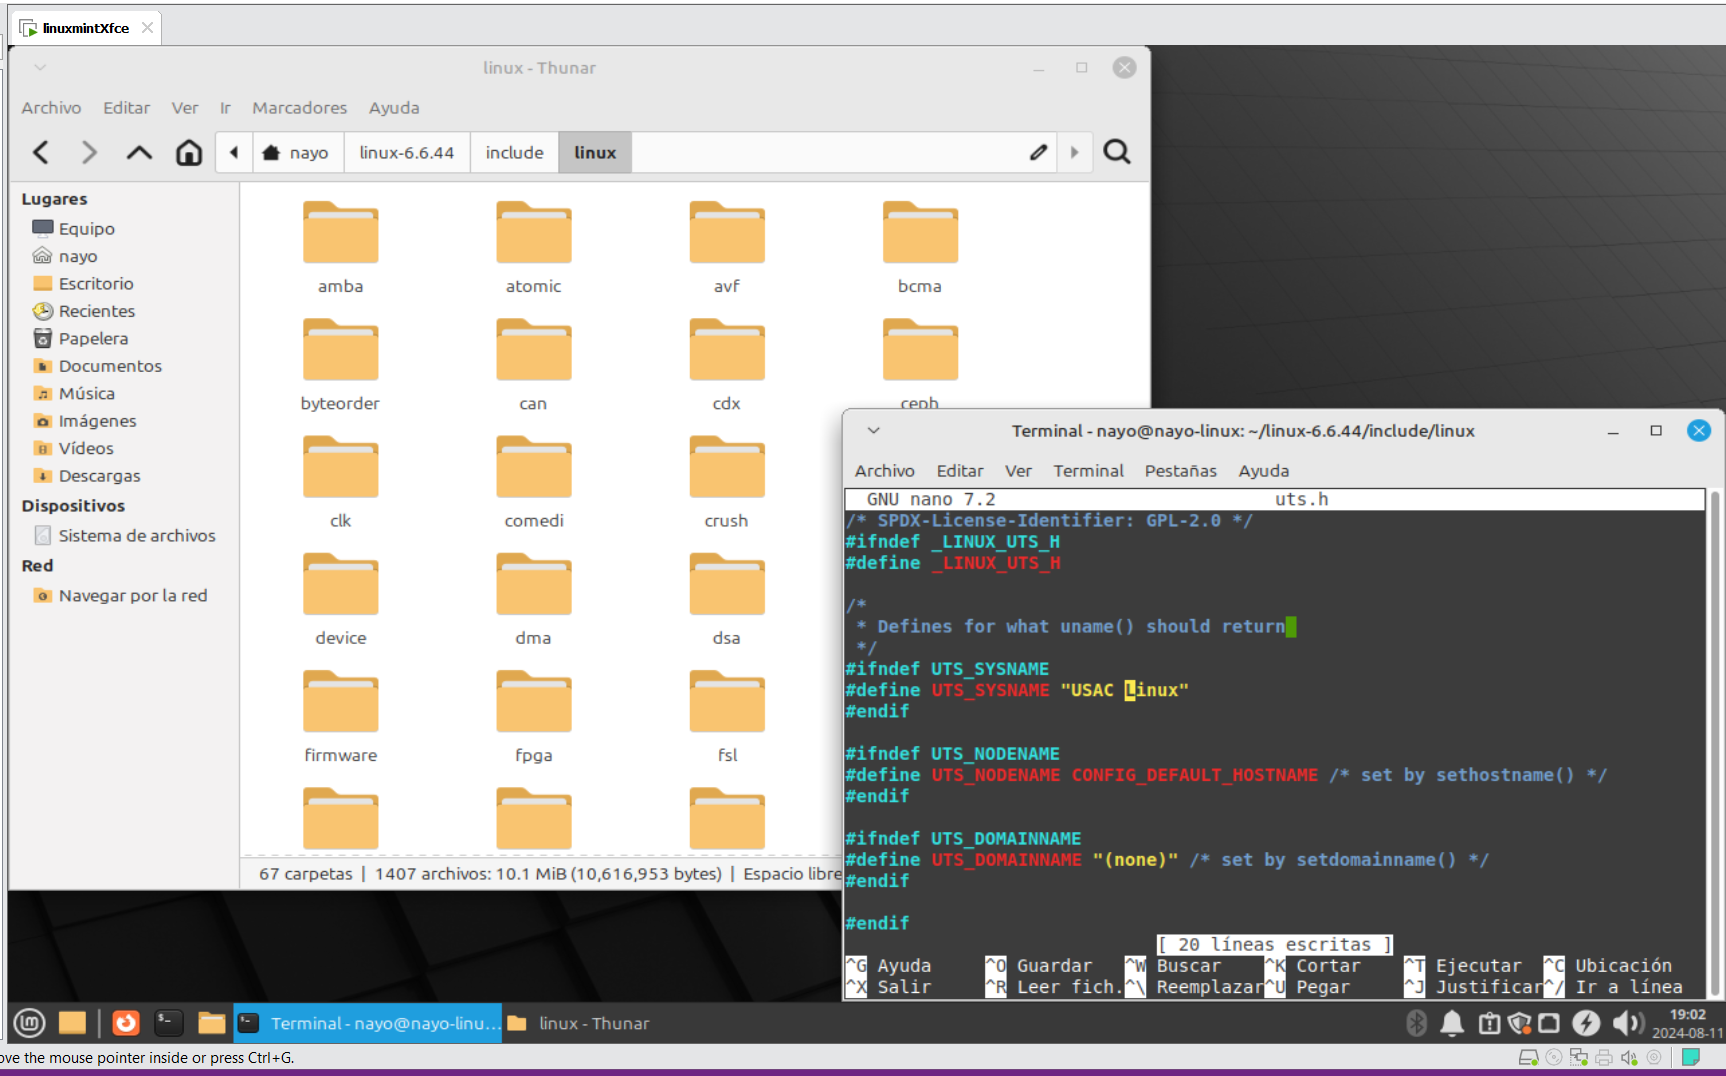 linuxmintXfce
linux - Thunar
Archivo Editar Ver Ir Marcadores Ayuda
nayo linux-6.6.44 include linux
Lugares
Equipo
nayo
Escritorio
Recientes
Papelera
Documentos
Música
Imágenes
Vídeos
Descargas
Dispositivos
Sistema de archivos
Red
Navegar por la red
amba atomic avf bcma
byteorder can cdx ceph
clk comedi crush
device dma dsa
firmware fpga fsl
67 carpetas | 1407 archivos: 10.1 MiB (10,616,953 bytes) | Espacio libre
Terminal - nayo@nayo-linux: ~/linux-6.6.44/include/linux
Archivo Editar Ver Terminal Pestañas Ayuda
GNU nano 7.2 uts.h
/* SPDX-License-Identifier: GPL-2.0 */
#ifndef _LINUX_UTS_H
#define _LINUX_UTS_H
/*
 * Defines for what uname() should return
 */
#ifndef UTS_SYSNAME
#define UTS_SYSNAME "USAC Linux"
#endif
#ifndef UTS_NODENAME
#define UTS_NODENAME CONFIG_DEFAULT_HOSTNAME /* set by sethostname() */
#endif
#ifndef UTS_DOMAINNAME
#define UTS_DOMAINNAME "(none)" /* set by setdomainname() */
#endif
#endif
[ 20 líneas escritas ]
^G Ayuda ^O Guardar ^W Buscar ^K Cortar ^T Ejecutar ^C Ubicación
^X Salir ^R Leer fich. ^\ Reemplazar ^U Pegar ^J Justificar ^/ Ir a línea
Terminal - nayo@nayo-linu... linux - Thunar
19:02
2024-08-11
ove the mouse pointer inside or press Ctrl+G.